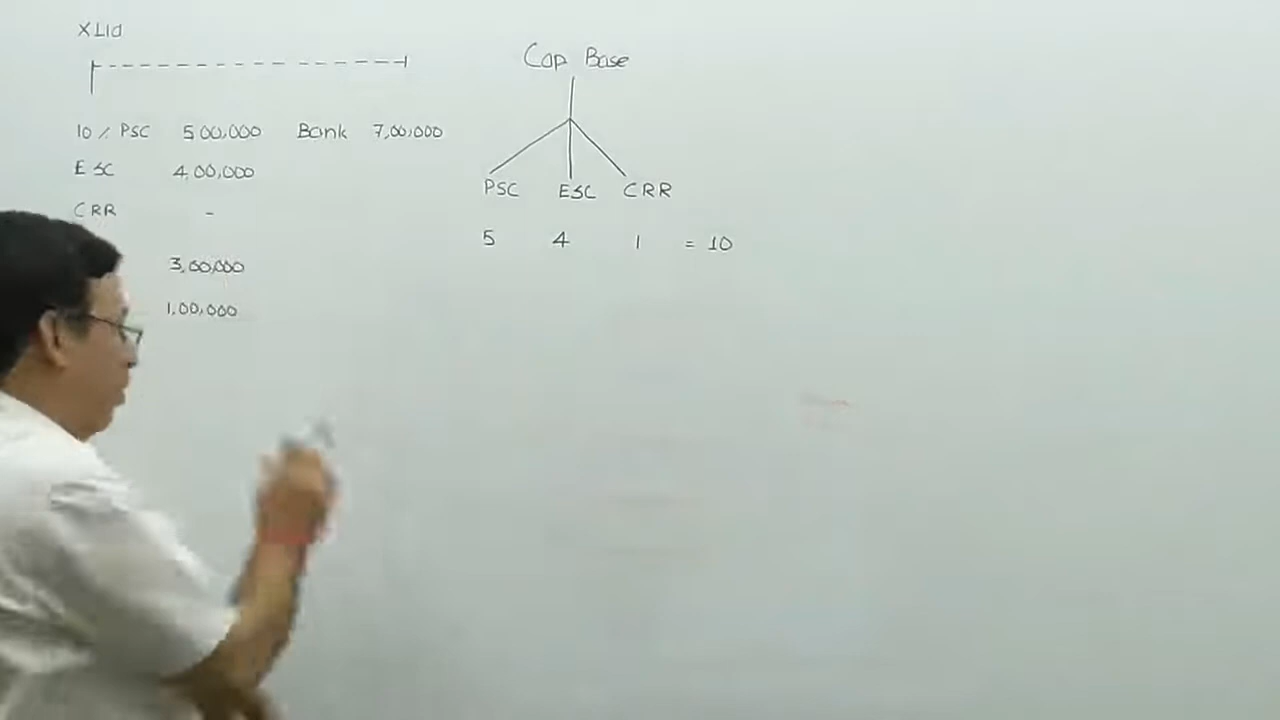 X Ltd
10 % PSC 5,00,000 Bank 7,00,000
ESC 4,00,000
CRR -
3,00,000
1,00,000
Cap Base
PSC ESC CRR
5 4 1 = 10